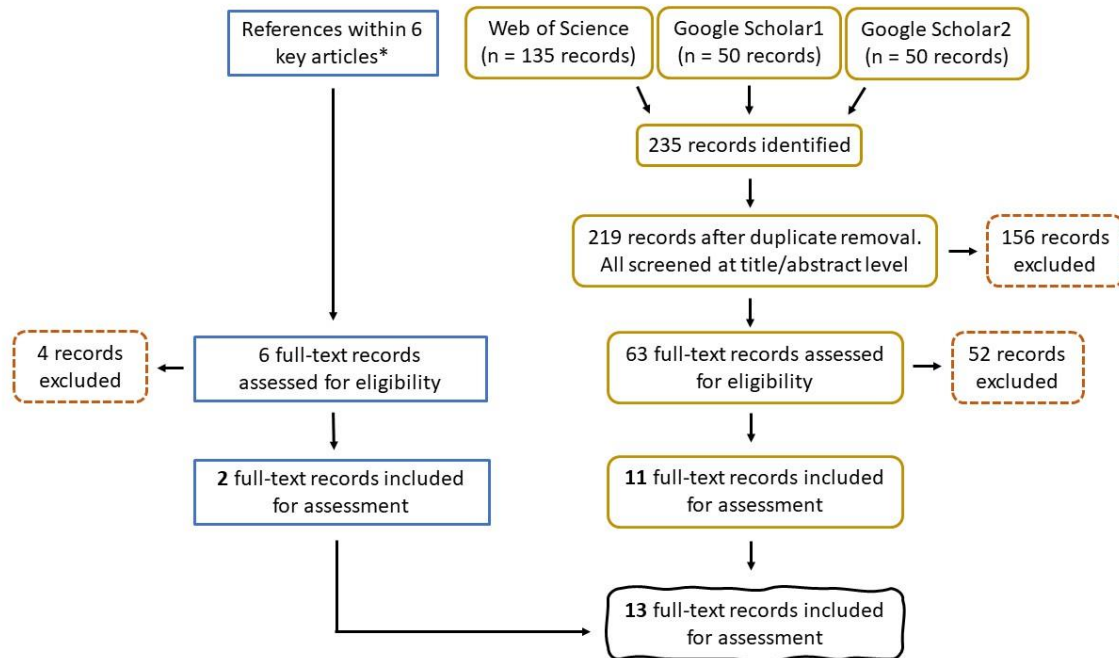 References within 6
key articles*
Web of Science
(n = 135 records)
Google Scholar1
(n = 50 records)
Google Scholar2
(n = 50 records)
235 records identified
219 records after duplicate removal.
All screened at title/abstract level
156 records
excluded
4 records
excluded
6 full-text records
assessed for eligibility
63 full-text records assessed
for eligibility
52 records
excluded
2 full-text records included
for assessment
11 full-text records included
for assessment
13 full-text records included
for assessment